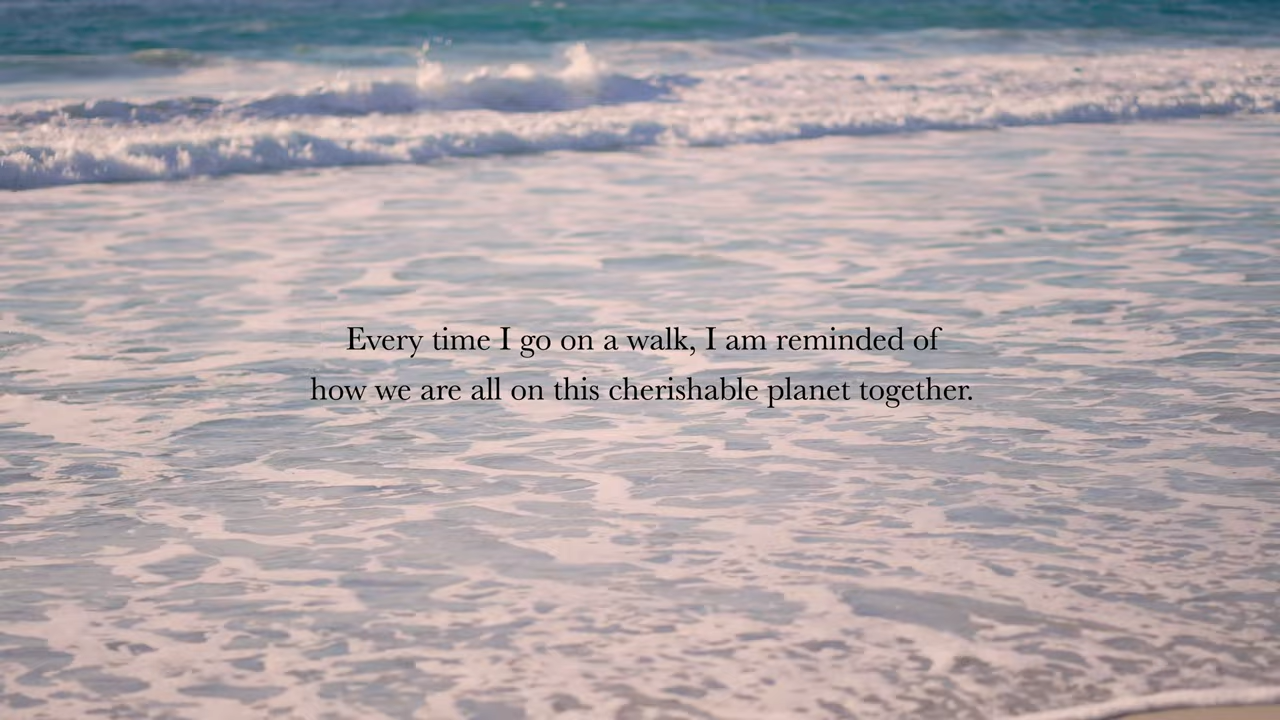 Every time I go on a walk, I am reminded of
how we are all on this cherishable planet together.